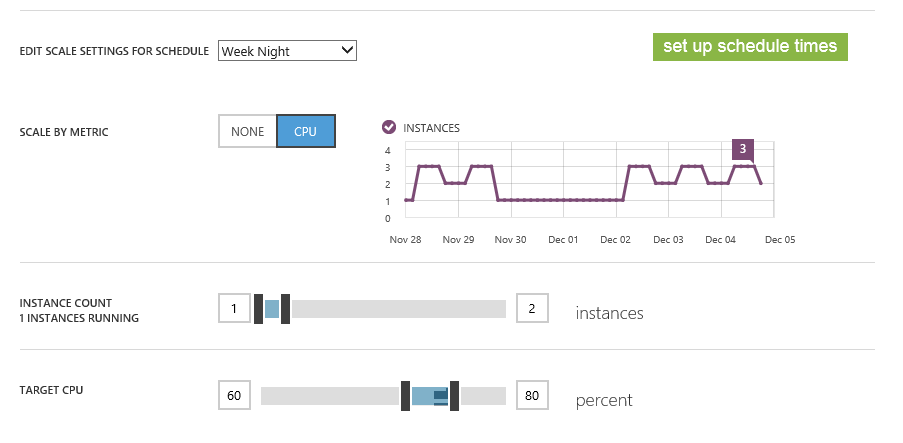 EDIT SCALE SETTINGS FOR SCHEDULE Week Night set up schedule times
SCALE BY METRIC NONE CPU INSTANCES
3
4
3
2
1
0
Nov 28 Nov 29 Nov 30 Dec 01 Dec 02 Dec 03 Dec 04 Dec 05
INSTANCE COUNT
1 INSTANCES RUNNING
1 2 instances
TARGET CPU 60 80 percent